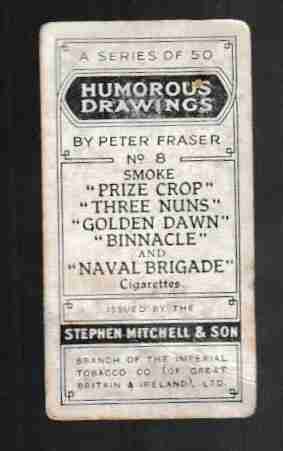 A SERIES OF 50
HUMOROUS
DRAWINGS
BY PETER FRASER
Nº 8
SMOKE
"PRIZE CROP"
"THREE NUNS"
"GOLDEN DAWN"
"BINNACLE"
AND
"NAVAL BRIGADE"
Cigarettes.
ISSUED BY THE
STEPHEN MITCHELL & SON
BRANCH OF THE IMPERIAL
TOBACCO CO (OF GREAT
BRITAIN & IRELAND), LTD.